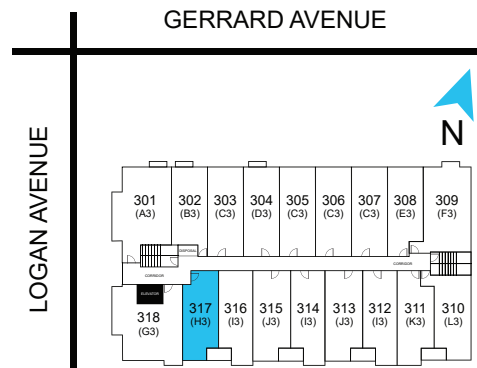 GERRARD AVENUE
LOGAN AVENUE
N
301 302 303 304 305 306 307 308 309
(A3) (B3) (C3) (D3) (C3) (C3) (C3) (E3) (F3)
DISPOSAL
CORRIDOR
CORRIDOR
ELEVATOR
318 317 316 315 314 313 312 311 310
(G3) (H3) (I3) (J3) (I3) (J3) (I3) (K3) (L3)